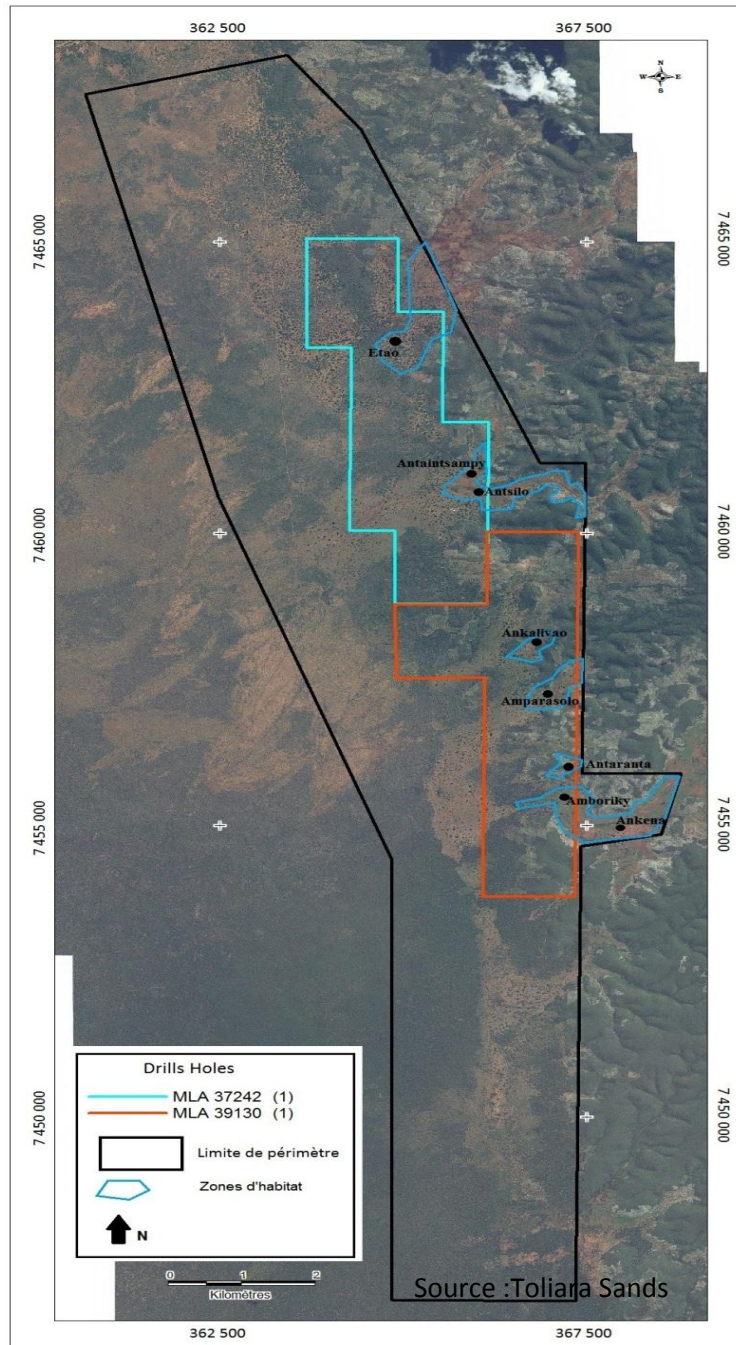 362 500 367 500
N
W E
S
7 465 000 7 465 000
Etao
Antaintsampy
Antsilo
7 460 000 7 460 000
Ankalivao
Amparasolo
Antaranta
Amboriky
Ankena
7 455 000 7 455 000
Drills Holes
MLA 37242 (1)
MLA 39130 (1)
Limite de périmètre
Zones d'habitat
N
7 450 000 7 450 000
0 1 2
Kilomètres
Source :Toliara Sands
362 500 367 500